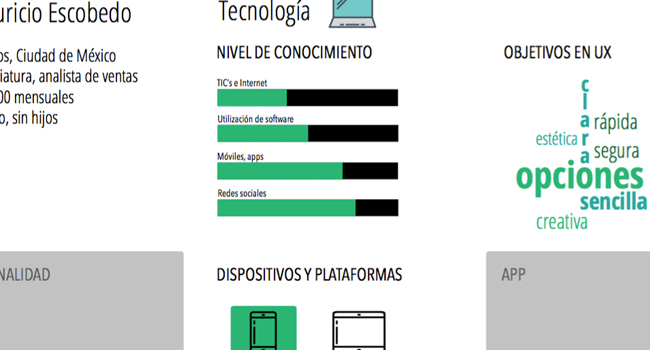 uricio Escobedo
os, Ciudad de México
iatura, analista de ventas
00 mensuales
o, sin hijos
Tecnología
NIVEL DE CONOCIMIENTO
TIC's e Internet
Utilización de software
Móviles, apps
Redes sociales
OBJETIVOS EN UX
clara
rápida
estética
segura
opciones
sencilla
creativa
NALIDAD
DISPOSITIVOS Y PLATAFORMAS
APP